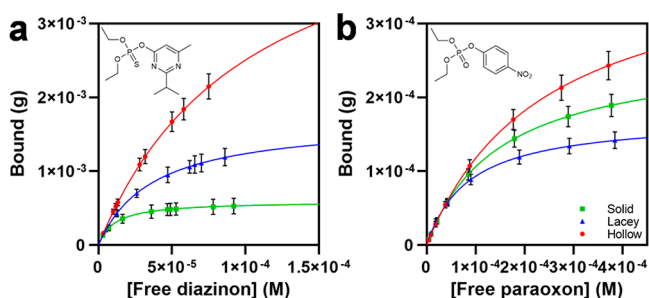 a
3×10⁻³
2×10⁻³
1×10⁻³
0
Bound (g)
0
5×10⁻⁵
1×10⁻⁴
1.5×10⁻⁴
[Free diazinon] (M)
O
O
P
O
S
N
N
b
3×10⁻⁴
2×10⁻⁴
1×10⁻⁴
0
Bound (g)
0
1×10⁻⁴
2×10⁻⁴
3×10⁻⁴
4×10⁻⁴
[Free paraoxon] (M)
O
O
P
O
O
NO₂
Solid
Lacey
Hollow